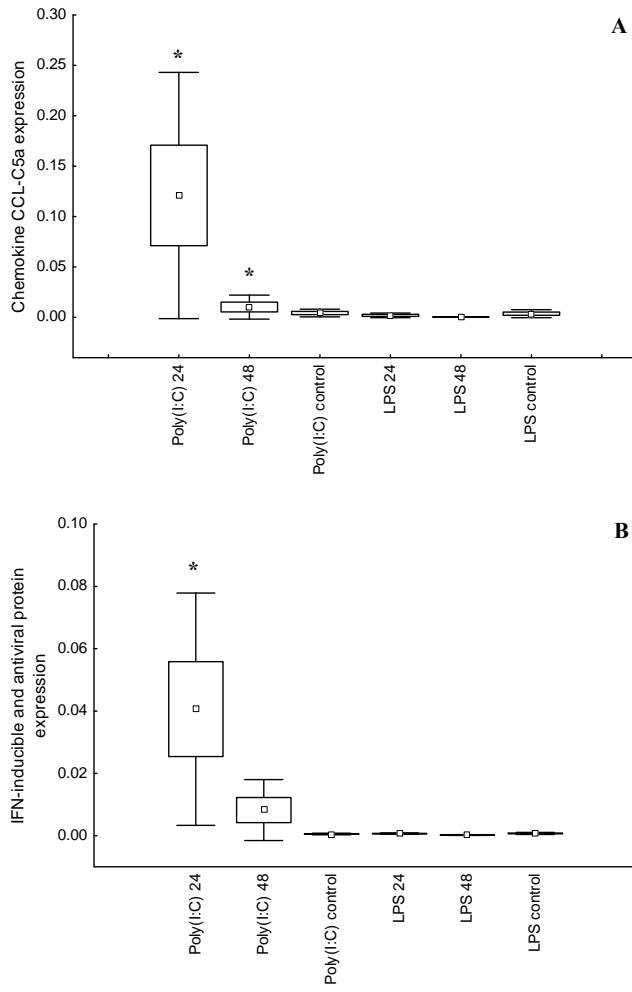 A
Chemokine CCL-C5a expression
0.30
0.25
0.20
0.15
0.10
0.05
0.00
*
*
Poly(I:C) 24
Poly(I:C) 48
Poly(I:C) control
LPS 24
LPS 48
LPS control
B
IFN-inducible and antiviral protein
expression
0.10
0.08
0.06
0.04
0.02
0.00
*
Poly(I:C) 24
Poly(I:C) 48
Poly(I:C) control
LPS 24
LPS 48
LPS control